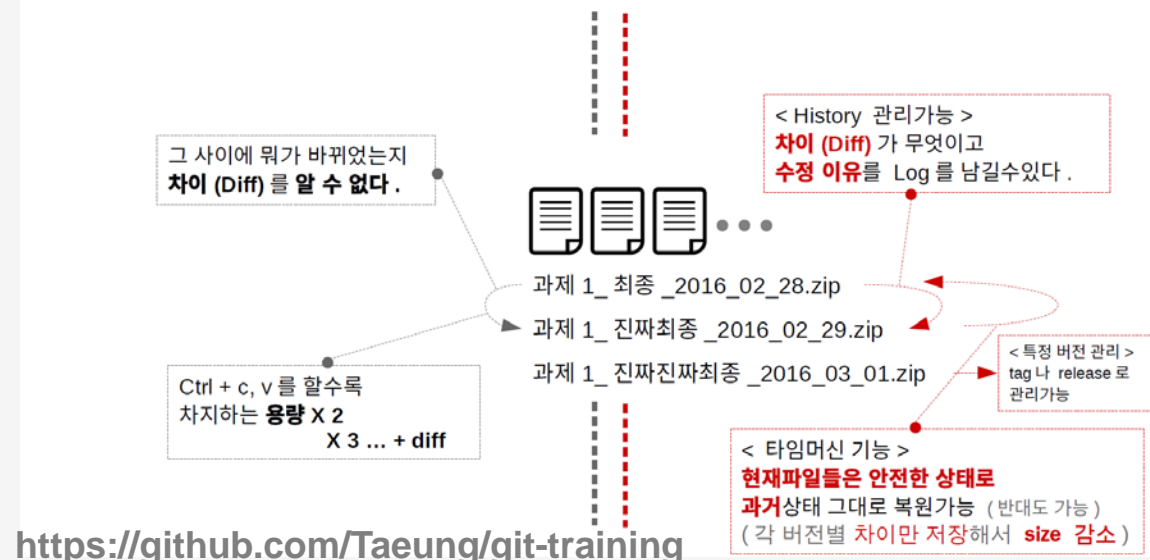 그 사이에 뭐가 바뀌었는지
차이 (Diff) 를 알 수 없다 .
< History 관리가능 >
차이 (Diff) 가 무엇이고
수정 이유를 Log 를 남길수있다 .
과제 1_ 최종 _2016_02_28.zip
과제 1_ 진짜최종 _2016_02_29.zip
과제 1_ 진짜진짜최종 _2016_03_01.zip
Ctrl + c, v 를 할수록
차지하는 용량 X 2
X 3 ... + diff
< 특정 버전 관리 >
tag 나 release 로
관리가능
< 타임머신 기능 >
현재파일들은 안전한 상태로
과거상태 그대로 복원가능 ( 반대도 가능 )
( 각 버전별 차이만 저장해서 size 감소 )
https://github.com/Taeung/git-training